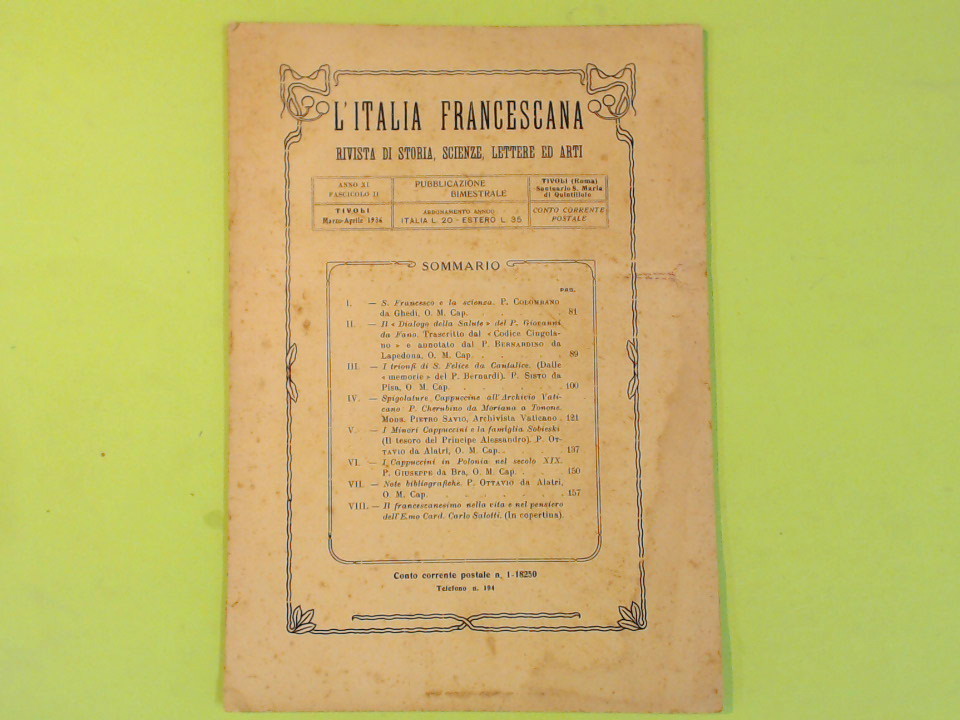 L'ITALIA FRANCESCANA
RIVISTA DI STORIA, SCIENZE, LETTERE ED ARTI
ANNO XI
FASCICOLO II
PUBBLICAZIONE
BIMESTRALE
TIVOLI (Roma)
Santuario S. Maria
di Quintiliolo
TIVOLI
Marzo-Aprile 1936
ABBONAMENTO ANNUO
ITALIA L. 20 - ESTERO L. 35
CONTO CORRENTE
POSTALE
SOMMARIO
PAG.
I. — S. Francesco e la scienza. P. COLOMBANO
da Ghedi, O. M. Cap. 81
II. — Il « Dialogo della Salute » del P. Giovanni
da Fano. Trascritto dal « Codice Cingola-
no » e annotato dal P. BERNARDINO da
Lapedona, O. M. Cap. 89
III. — I trionfi di S. Felice da Cantalice. (Dalle
« memorie » del P. Bernardi). P. SISTO da
Pisa, O. M. Cap. 100
IV. — Spigolature Cappuccine all'Archivio Vati-
cano: P. Cherubino da Moriana a Tonone.
MONS. PIETRO SAVIO, Archivista Vaticano. 121
V. — I Minori Cappuccini e la famiglia Sobieski
(Il tesoro del Principe Alessandro). P. OT-
TAVIO da Alatri, O. M. Cap. 137
VI. — I Cappuccini in Polonia nel secolo XIX.
P. GIUSEPPE da Bra, O. M. Cap. 150
VII. — Note bibliografiche. P. OTTAVIO da Alatri,
O. M. Cap. 157
VIII. — Il francescanesimo nella vita e nel pensiero
dell'E.mo Card. Carlo Salotti. (In copertina).
Conto corrente postale n. 1-18250
Telefono n. 194